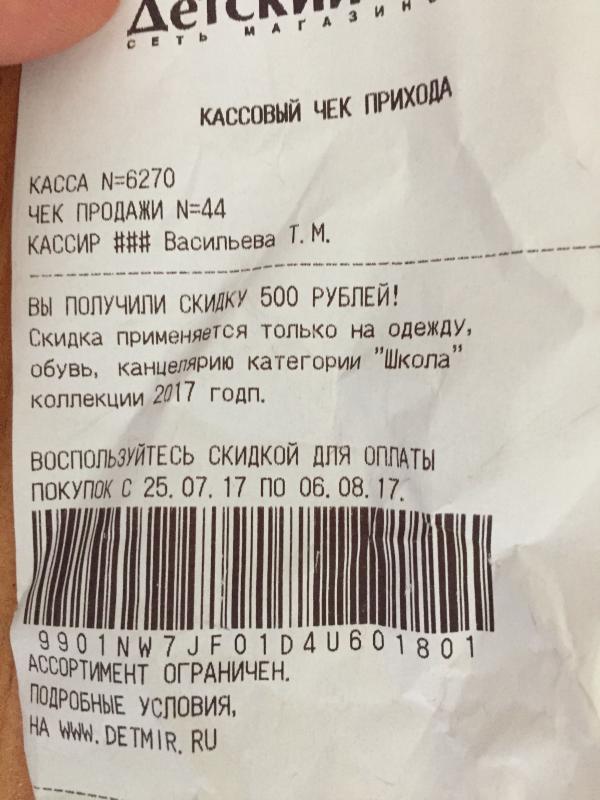 Детский
СЕТЬ МАГАЗИН
КАССОВЫЙ ЧЕК ПРИХОДА
КАССА N=6270
ЧЕК ПРОДАЖИ N=44
КАССИР ### Васильева Т.М.
ВЫ ПОЛУЧИЛИ СКИДКУ 500 РУБЛЕЙ!
Скидка применяется только на одежду,
обувь, канцелярию категории "Школа"
коллекции 2017 годп.
ВОСПОЛЬЗУЙТЕСЬ СКИДКОЙ ДЛЯ ОПЛАТЫ
ПОКУПОК С 25.07.17 ПО 06.08.17.
9901NW7JF01D4U601801
АССОРТИМЕНТ ОГРАНИЧЕН.
ПОДРОБНЫЕ УСЛОВИЯ,
НА WWW.DETMIR.RU